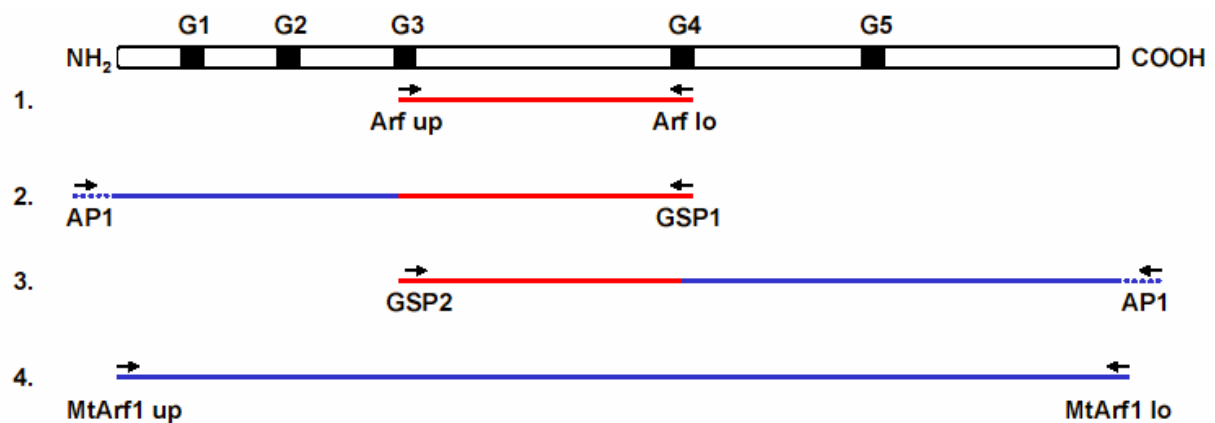 G1 G2 G3 G4 G5
NH2 COOH
1.
Arf up Arf lo
2.
AP1 GSP1
3.
GSP2 AP1
4.
MtArf1 up MtArf1 lo